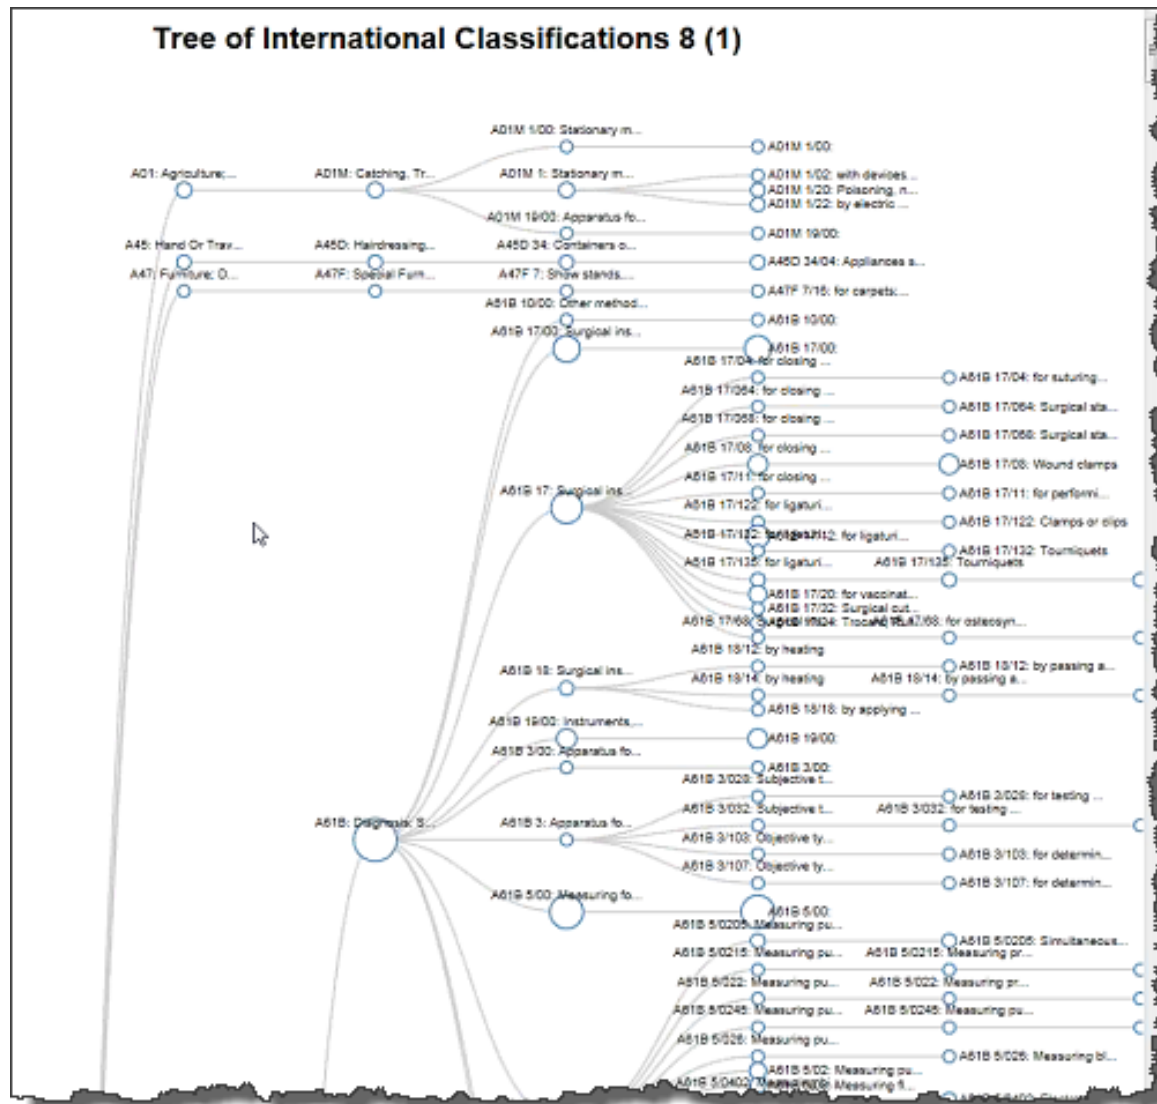 Tree of International Classifications 8 (1)
A01M 1/00: Stationary m...
A01M 1/00:
A01: Agriculture;...
A01M: Catching, Tr...
A01M 1: Stationary m...
A01M 1/02: with devices...
A01M 1/20: Poisoning, n...
A01M 1/22: by electric ...
A01M 19/00: Apparatus fo...
A01M 19/00:
A45: Hand Or Trav...
A45D: Hairdressing...
A45D 34: Containers o...
A45D 34/04: Appliances s...
A47: Furniture; D...
A47F: Special Furn...
A47F 7: Show stands,...
A47F 7/16: for carpets;...
A61B 10/00: Other method...
A61B 10/00:
A61B 17/00: Surgical ins...
A61B 17/00:
A61B 17/04: for closing ...
A61B 17/04: for suturing...
A61B 17/064: for closing ...
A61B 17/064: Surgical sta...
A61B 17/068: for closing ...
A61B 17/068: Surgical sta...
A61B 17/08: for closing ...
A61B 17/08: Wound clamps
A61B 17/11: for closing ...
A61B 17: Surgical ins...
A61B 17/11: for performi...
A61B 17/122: for ligaturi...
A61B 17/122: Clamps or clips
A61B 17/132:
A61B 17/12: for ligaturi...
A61B 17/132: Tourniquets
A61B 17/135: for ligaturi...
A61B 17/135: Tourniquets
A61B 17/20: for vaccinat...
A61B 17/32: Surgical cut...
A61B 17/68:
17/68: for osteosyn...
A61B 18/12: by heating
A61B 18: Surgical ins...
A61B 18/12: by passing a...
A61B 18/14: by heating
A61B 18/14: by passing a...
A61B 18/18: by applying ...
A61B 19/00: Instruments,...
A61B 19/00:
A61B 3/00: Apparatus fo...
A61B 3/00:
A61B 3/028: Subjective t...
A61B 3/028: for testing ...
A61B 3/032: Subjective t...
A61B 3/032: for testing ...
A61B: Diagnosis; S...
A61B 3: Apparatus fo...
A61B 3/103: Objective ty...
A61B 3/103: for determin...
A61B 3/107: Objective ty...
A61B 3/107: for determin...
A61B 5/00: Measuring fo...
A61B 5/00:
A61B 5/0205: Measuring pu...
A61B 5/0205: Simultaneous...
A61B 5/0215: Measuring pu...
A61B 5/0215: Measuring pr...
A61B 5/022: Measuring pu...
A61B 5/022: Measuring pr...
A61B 5/0245: Measuring pu...
A61B 5/0245: Measuring pu...
A61B 5/026: Measuring pu...
A61B 5/026: Measuring bl...
A61B 5/02: Measuring pu...
A61B 5/0402:
Measuring fi...